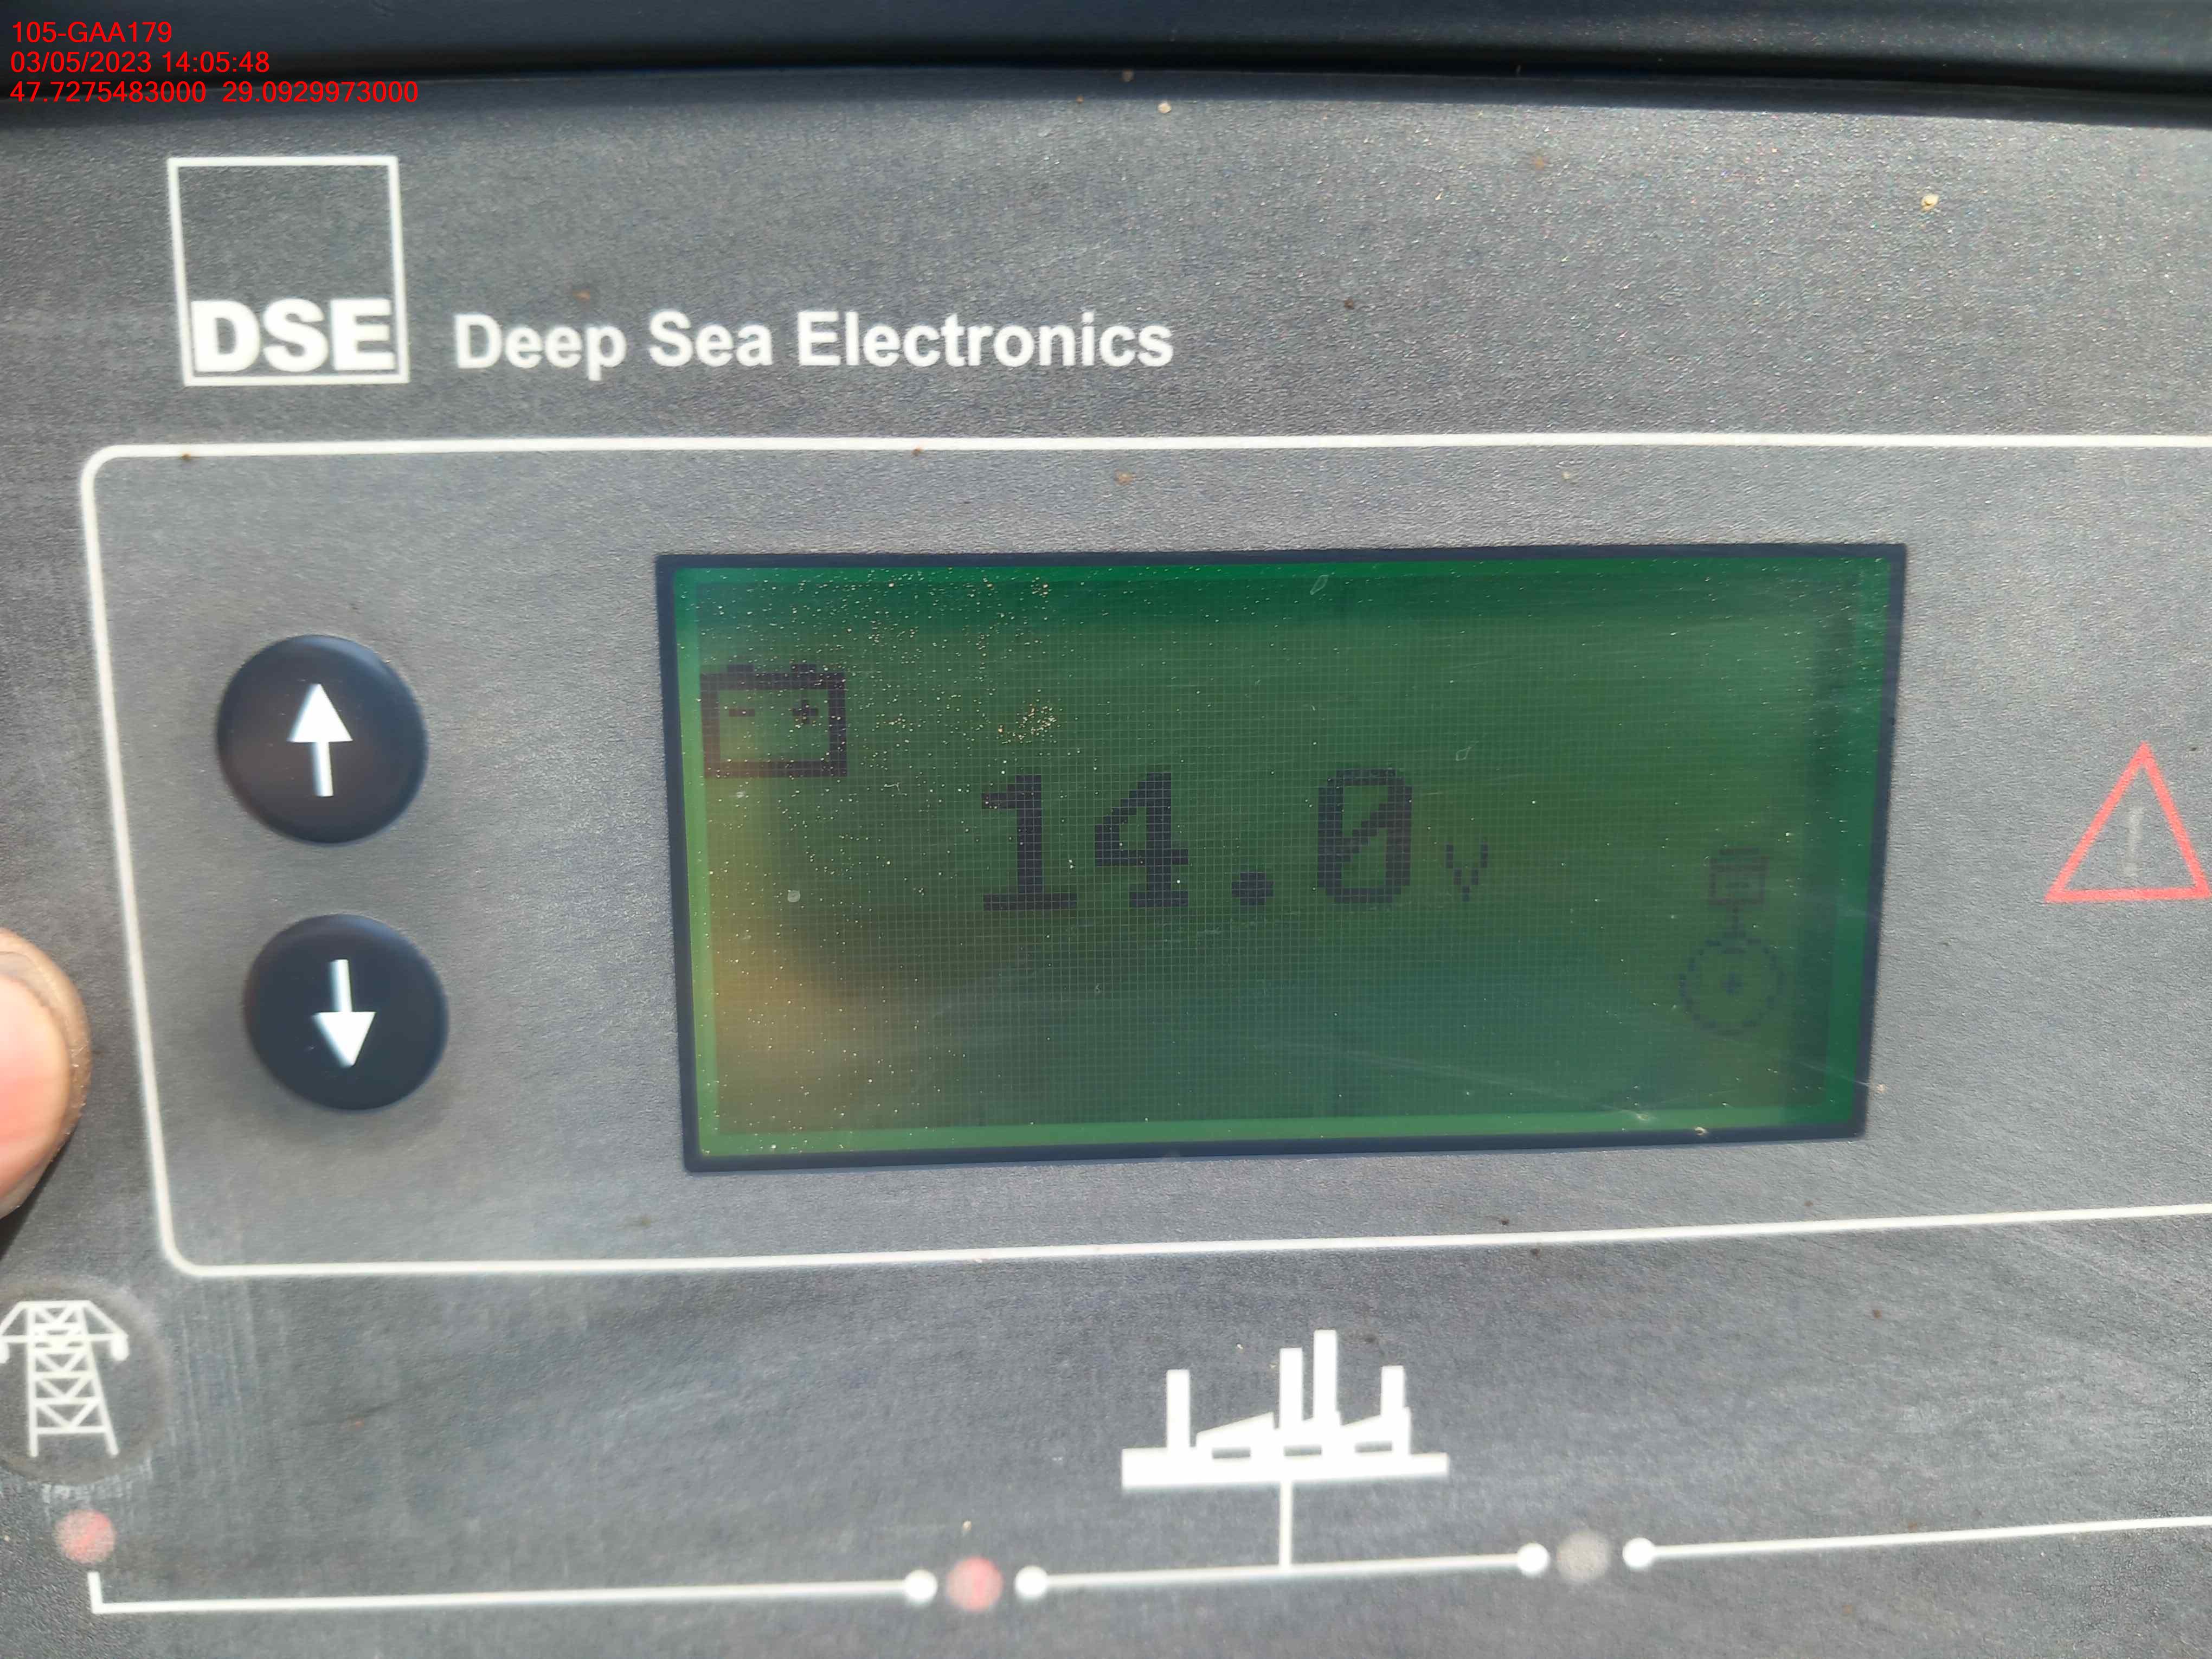 105-GAA179
03/05/2023 14:05:48
47.7275483000 29.0929973000
DSE Deep Sea Electronics
- +
14.0 V